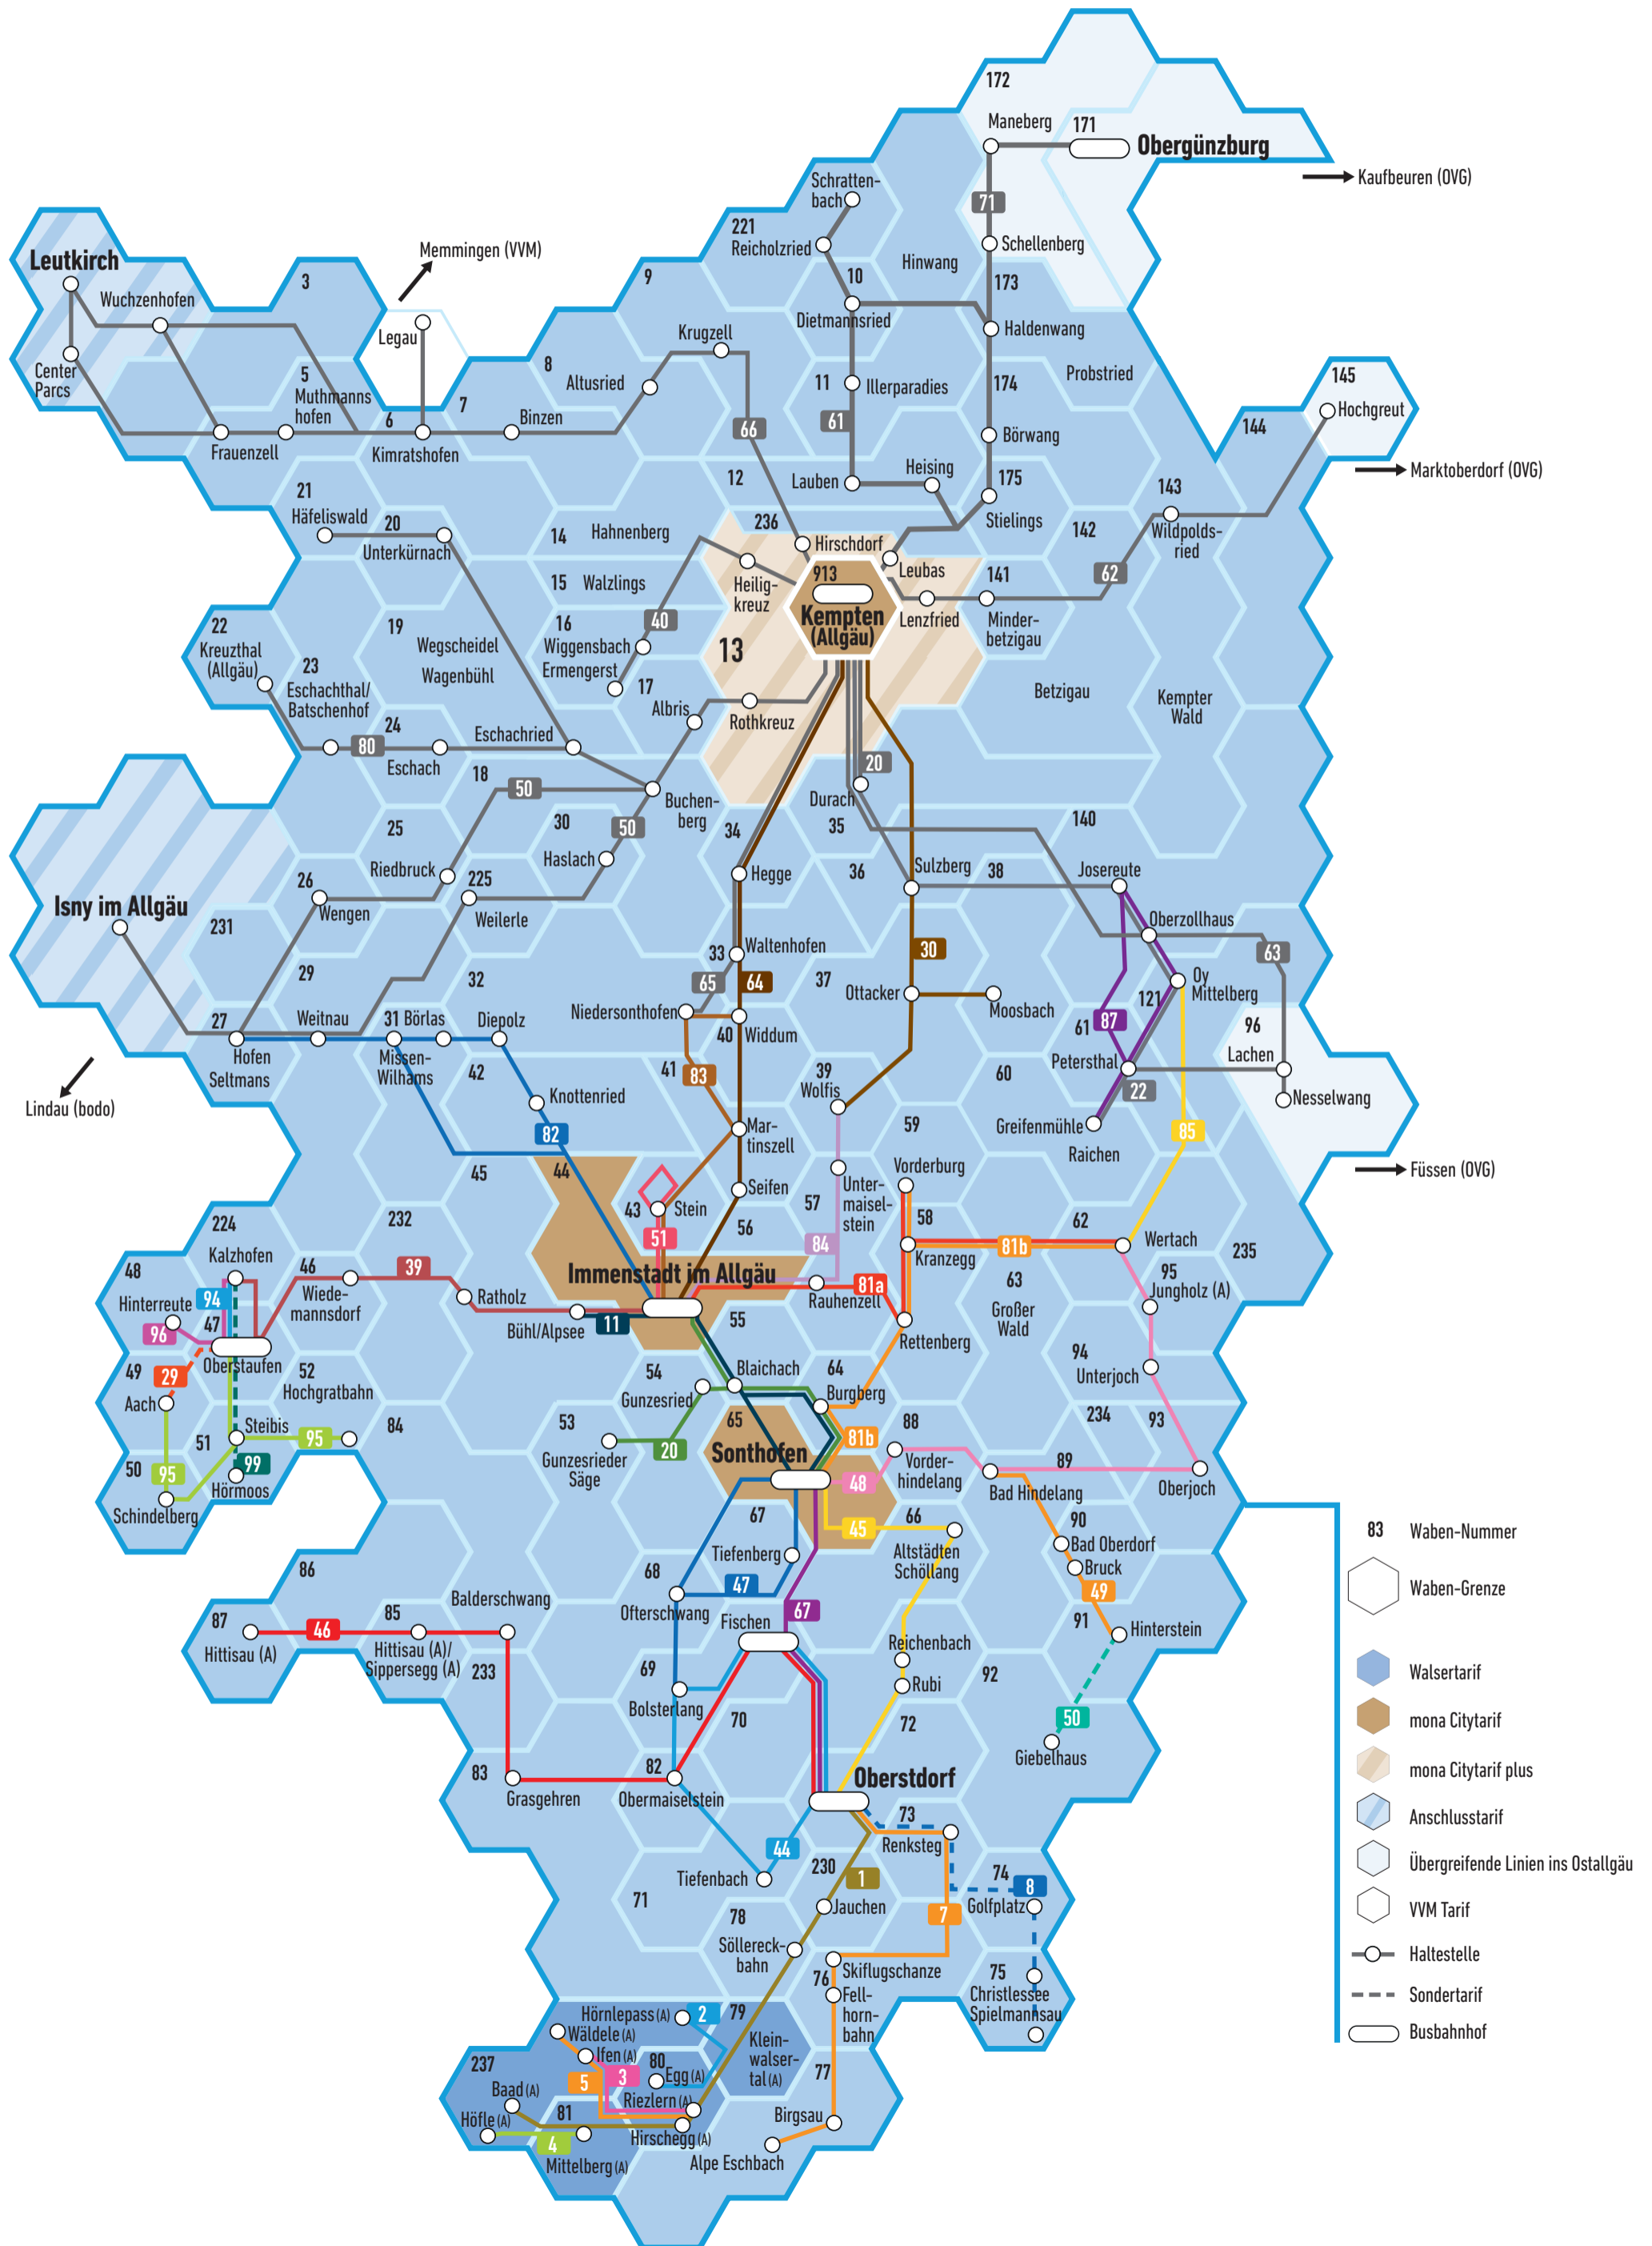 172
Maneberg
171
Obergünzburg
Kaufbeuren (OVG)
Schratten-
bach
71
221
Reicholzried
Schellenberg
Hinwang
Leutkirch
Memmingen (VVM)
3
9
10
173
Wuchzenhofen
Legau
Krugzell
Dietmannsried
Haldenwang
Center
Parcs
5
Muthmanns
hofen
8
Altusried
11
Illerparadies
174
Probstried
145
Hochgreut
6
7
Binzen
66
61
Börwang
144
Frauenzell
Kimratshofen
Marktoberdorf (OVG)
12
Lauben
Heising
175
143
21
Häfeliswald
20
Unterkürnach
14
Hahnenberg
236
Stielings
142
Wildpolds-
ried
Hirschdorf
Leubas
15
Walzlings
Heilig-
kreuz
913
Kempten
(Allgäu)
141
62
Lenzfried
Minder-
betzigau
22
Kreuzthal
(Allgäu)
19
Wegscheidel
Wagenbühl
16
Wiggensbach
Ermengerst
40
13
23
Eschachthal/
Batschenhof
17
Albris
Rothkreuz
Betzigau
Kempter
Wald
24
80
Eschach
Eschachried
20
18
50
Buchen-
berg
Durach
25
30
50
34
35
140
Riedbruck
Haslach
Hegge
36
Sulzberg
38
Josereute
26
Wengen
225
Weilerle
Isny im Allgäu
231
Oberzollhaus
33
Waltenhofen
30
63
29
32
65
64
37
Ottacker
Moosbach
Oy
Mittelberg
121
27
Weitnau
31
Börlas
Diepolz
Niedersonthofen
40
Widdum
61
87
96
Lachen
Hofen
Seltmans
Missen-
Wilhams
42
41
83
39
Wolfis
60
Petersthal
22
Nesselwang
Lindau (bodo)
Knottenried
82
Mar-
tinszell
59
Greifenmühle
Raichen
85
45
44
Vorderburg
Füssen (OVG)
43
Stein
Seifen
57
Unter-
maisel-
stein
58
62
224
232
51
56
84
Kranzegg
81b
Wertach
235
48
Kalzhofen
46
39
Immenstadt im Allgäu
81a
63
Großer
Wald
95
Jungholz (A)
Hinterreute
94
Wiede-
mannsdorf
Ratholz
Rauhenzell
96
47
Bühl/Alpsee
11
55
Rettenberg
Oberstaufen
49
29
52
Hochgratbahn
54
Blaichach
64
94
Unterjoch
Aach
Gunzesried
Burgberg
51
Steibis
95
84
53
65
81b
88
234
93
Sonthofen
Gunzesrieder
Säge
20
50
95
99
Hörmoos
48
Vorder-
hindelang
89
Bad Hindelang
Oberjoch
Schindelberg
67
45
66
90
83
Waben-Nummer
Altstädten
Schöllang
Bad Oberdorf
Tiefenberg
Bruck
86
68
47
49
Waben-Grenze
Balderschwang
Ofterschwang
67
87
46
85
Fischen
91
Hinterstein
Hittisau (A)
Hittisau (A)/
Sippersegg (A)
233
69
Reichenbach
92
Walsertarif
Bolsterlang
Rubi
70
72
50
mona Citytarif
Giebelhaus
83
82
Oberstdorf
mona Citytarif plus
Grasgehren
Obermaiselstein
73
Anschlusstarif
44
Renksteg
Übergreifende Linien ins Ostallgäu
Tiefenbach
230
1
74
8
71
78
Jauchen
7
Golfplatz
VVM Tarif
Söllereck-
bahn
Skiflugschanze
76
75
Haltestelle
Hörnlepass (A)
2
79
Fell-
horn-
bahn
Christlessee
Spielmannsau
Sondertarif
Wäldele (A)
Klein-
walser-
tal (A)
Busbahnhof
237
Ifen (A)
80
Egg (A)
5
3
77
Baad (A)
Riezlern (A)
81
Höfle (A)
Birgsau
4
Hirschegg (A)
Mittelberg (A)
Alpe Eschbach